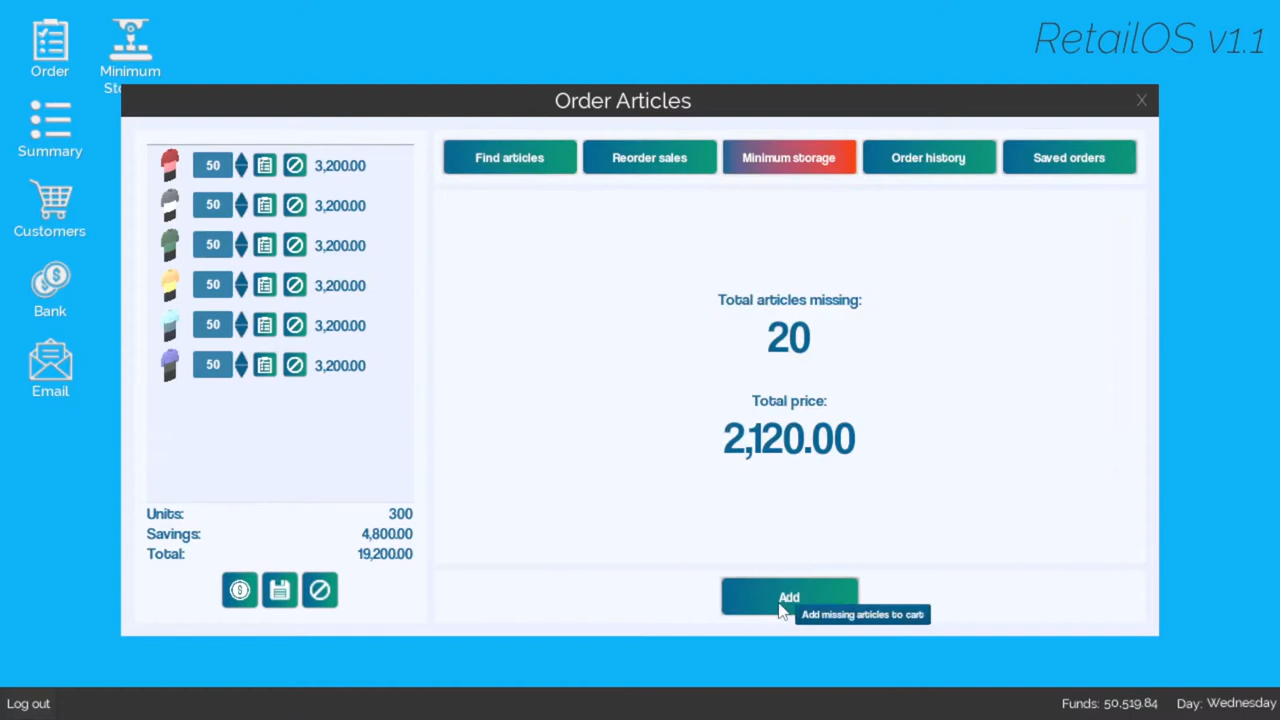 RetailOS v1.1
Order
Minimum
Summary
Customers
Bank
Email
Order Articles
X
50 3,200.00
50 3,200.00
50 3,200.00
50 3,200.00
50 3,200.00
50 3,200.00
Units: 300
Savings: 4,800.00
Total: 19,200.00
Find articles
Reorder sales
Minimum storage
Order history
Saved orders
Total articles missing:
20
Total price:
2,120.00
Add
Add missing articles to cart
Log out
Funds: 50,519.84
Day: Wednesday